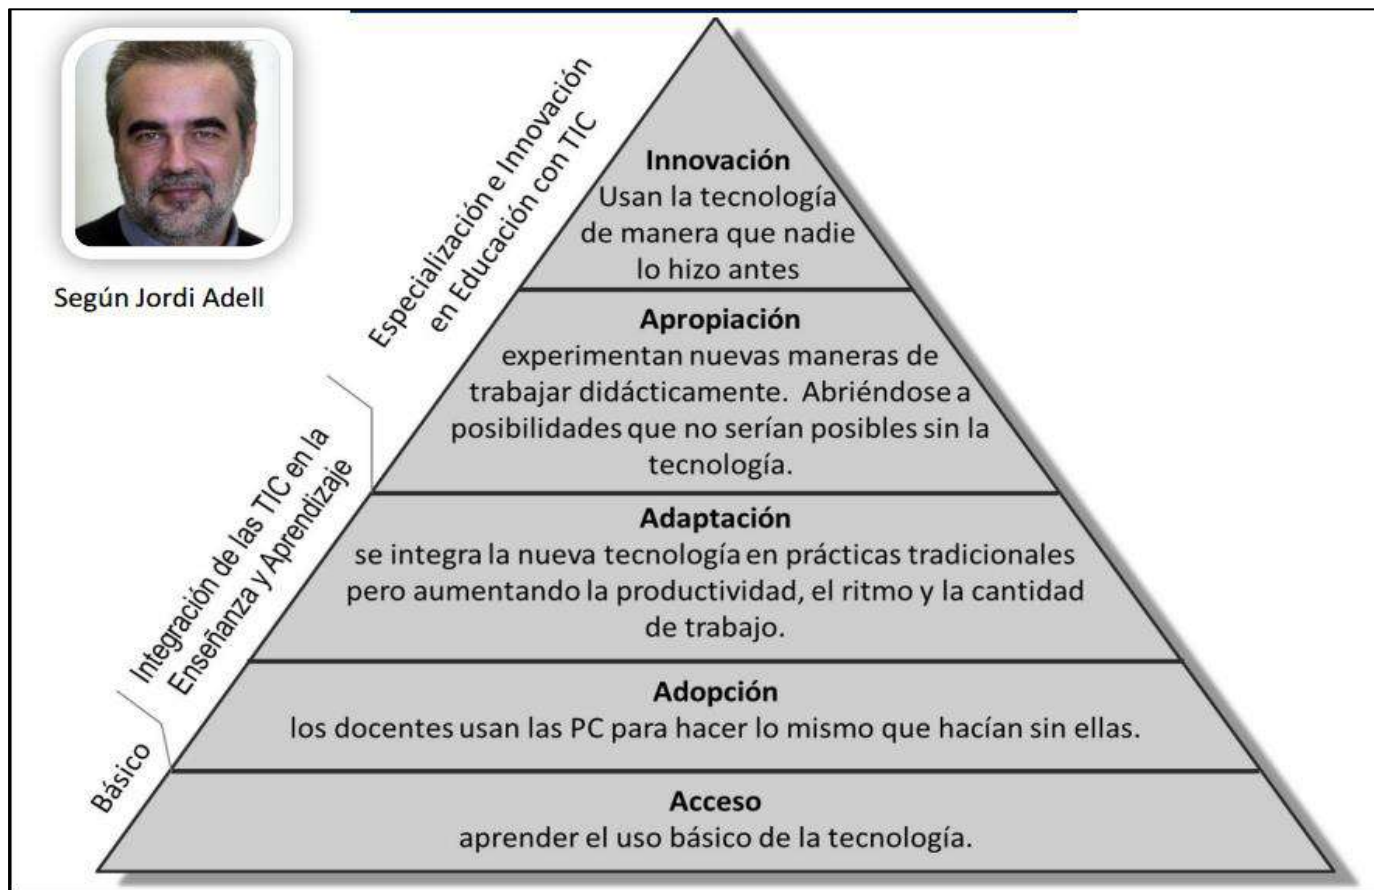 Según Jordi Adell
Especialización e Innovación
en Educación con TIC
Integración de las TIC en la
Enseñanza y Aprendizaje
Básico
Innovación
Usan la tecnología
de manera que nadie
lo hizo antes
Apropiación
experimentan nuevas maneras de
trabajar didácticamente. Abriéndose a
posibilidades que no serían posibles sin la
tecnología.
Adaptación
se integra la nueva tecnología en prácticas tradicionales
pero aumentando la productividad, el ritmo y la cantidad
de trabajo.
Adopción
los docentes usan las PC para hacer lo mismo que hacían sin ellas.
Acceso
aprender el uso básico de la tecnología.